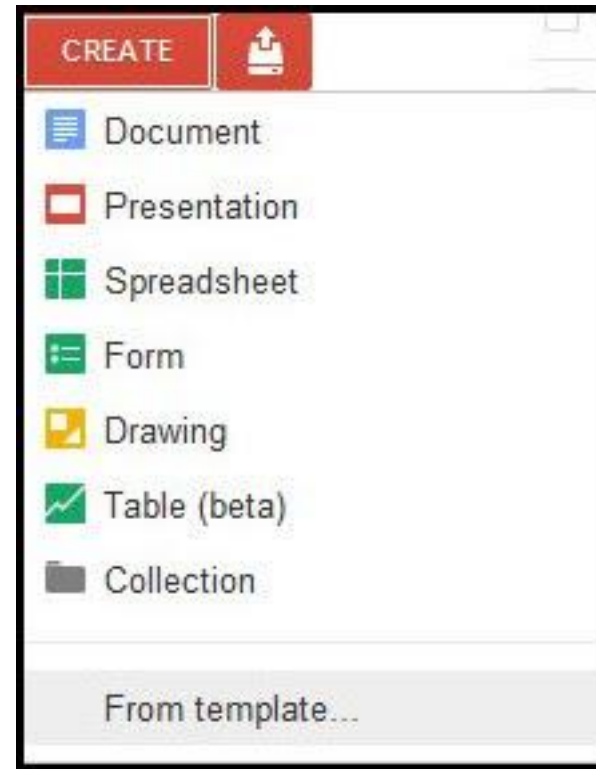 CREATE
Document
Presentation
Spreadsheet
Form
Drawing
Table (beta)
Collection
From template...